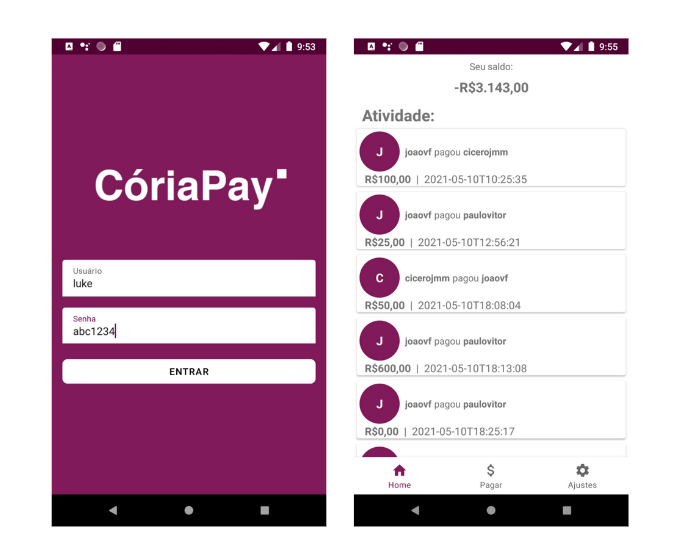 9:53
CóriaPay
Usuário
luke
Senha
abc1234
ENTRAR
9:55
Seu saldo:
-R$3.143,00
Atividade:
J
joaovf pagou cicerojmm
R$100,00 | 2021-05-10T10:25:35
J
joaovf pagou paulovitor
R$25,00 | 2021-05-10T12:56:21
C
cicerojmm pagou joaovf
R$50,00 | 2021-05-10T18:08:04
J
joaovf pagou paulovitor
R$600,00 | 2021-05-10T18:13:08
J
joaovf pagou paulovitor
R$0,00 | 2021-05-10T18:25:17
Home
Pagar
Ajustes